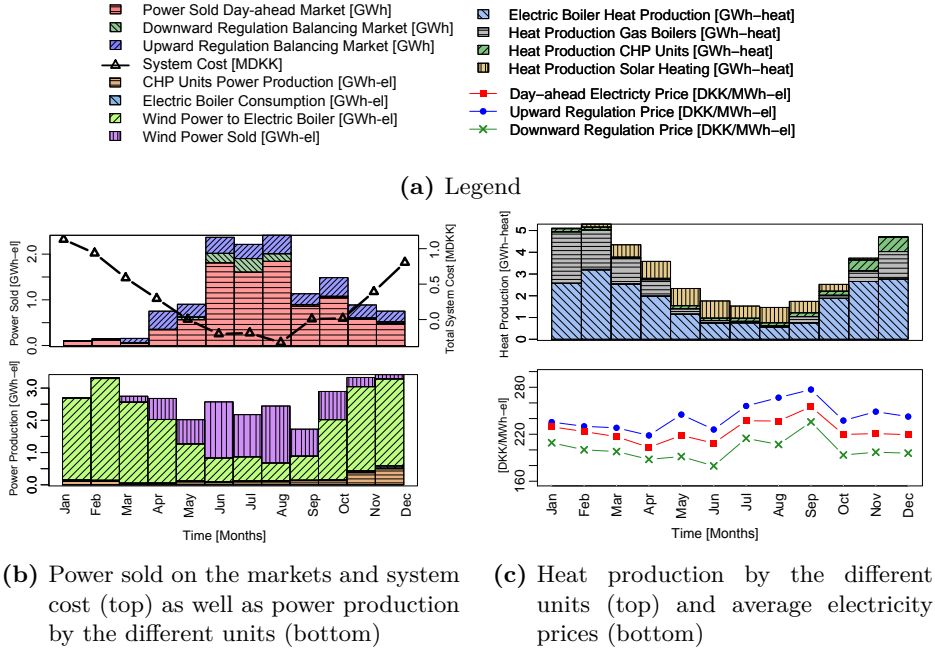 Power Sold Day-ahead Market [GWh]
Downward Regulation Balancing Market [GWh]
Upward Regulation Balancing Market [GWh]
System Cost [MDKK]
CHP Units Power Production [GWh-el]
Electric Boiler Consumption [GWh-el]
Wind Power to Electric Boiler [GWh-el]
Wind Power Sold [GWh-el]
Electric Boiler Heat Production [GWh-heat]
Heat Production Gas Boilers [GWh-heat]
Heat Production CHP Units [GWh-heat]
Heat Production Solar Heating [GWh-heat]
Day-ahead Electricty Price [DKK/MWh-el]
Upward Regulation Price [DKK/MWh-el]
Downward Regulation Price [DKK/MWh-el]
(a) Legend
Power Sold [GWh-el]
0.0 1.0 2.0
Total System Cost [MDKK]
0.0 0.5 1.0
Power Production [GWh-el]
0.0 1.0 2.0 3.0
Jan Feb Mar Apr May Jun Jul Aug Sep Oct Nov Dec
Time [Months]
Heat Production [GWh-heat]
0 1 2 3 4 5
[DKK/MWh-el]
160 220 280
Jan Feb Mar Apr May Jun Jul Aug Sep Oct Nov Dec
Time [Months]
(b) Power sold on the markets and system
cost (top) as well as power production
by the different units (bottom)
(c) Heat production by the different
units (top) and average electricity
prices (bottom)